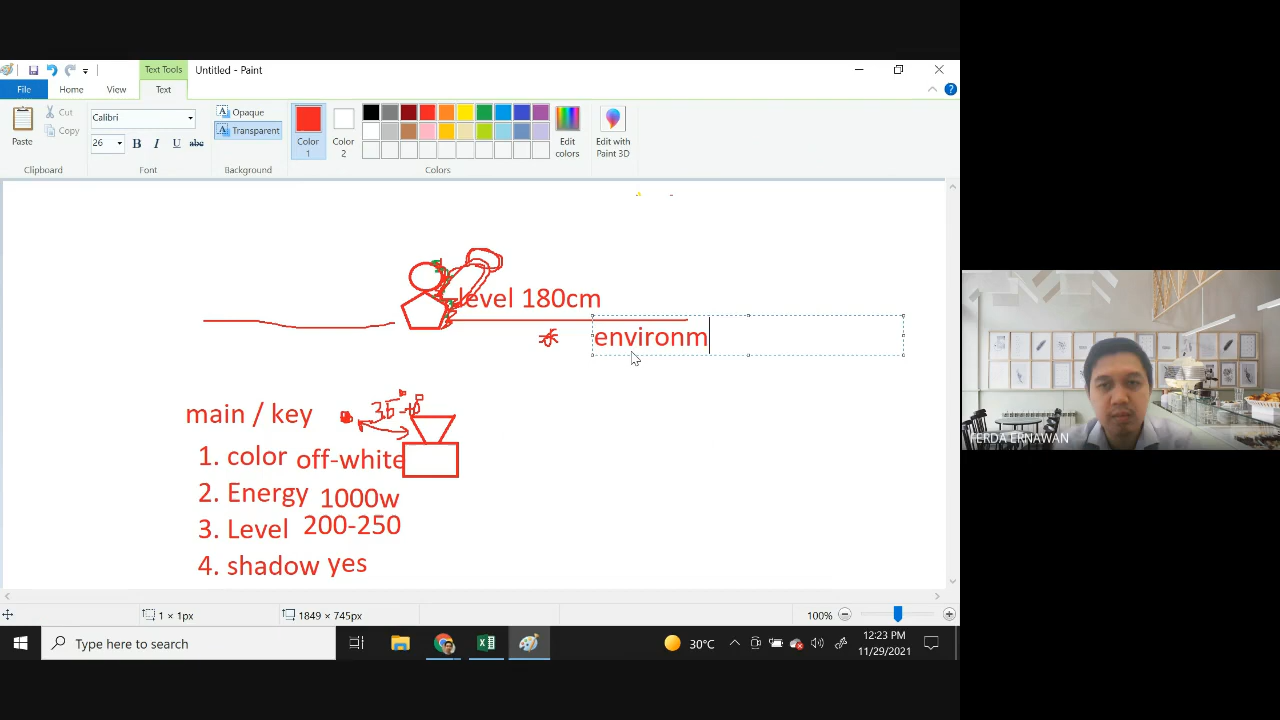 Text Tools
Untitled - Paint
File
Home
View
Text
Paste
Cut
Copy
Calibri
26
B I U abc
Opaque
Transparent
Color 1
Color 2
Edit colors
Edit with Paint 3D
Clipboard
Font
Background
Colors
level 180cm
environm
main / key
35°-40°
1. color off-white
2. Energy 1000w
3. Level 200-250
4. shadow yes
FERDA ERNAWAN
1 × 1px
1849 × 745px
100%
Type here to search
30°C
12:23 PM
11/29/2021